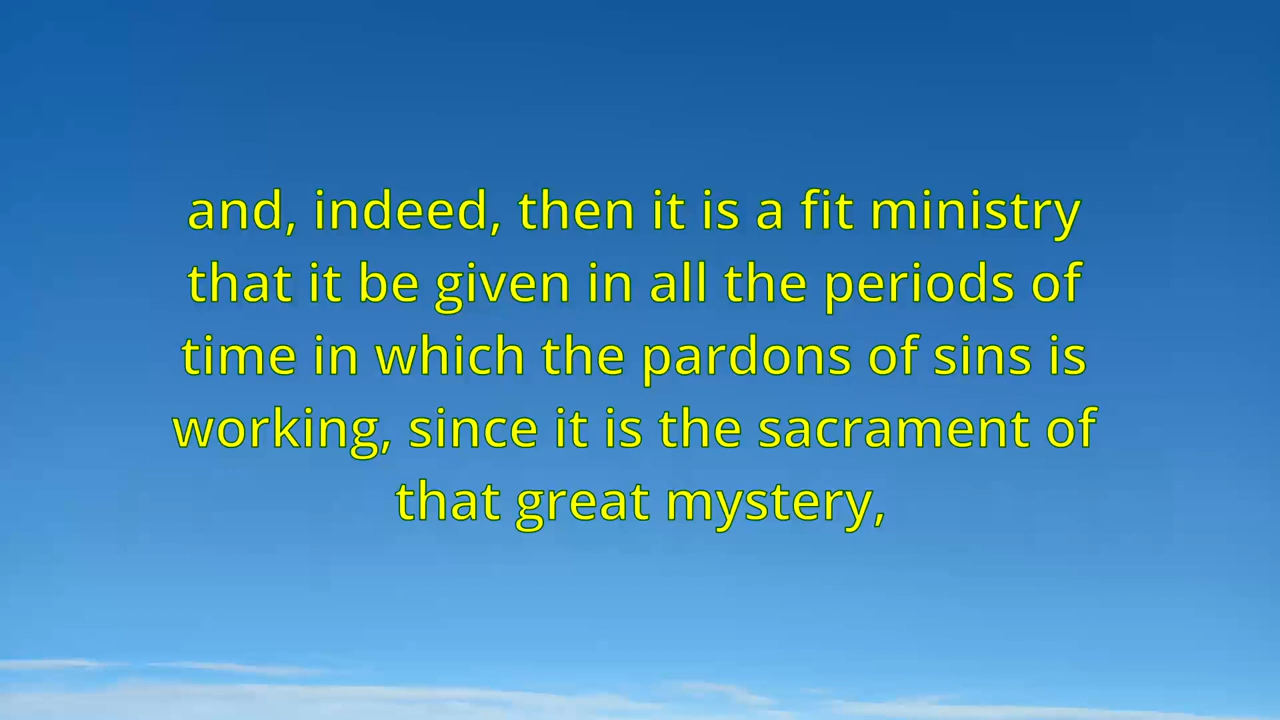 and, indeed, then it is a fit ministry
that it be given in all the periods of
time in which the pardons of sins is
working, since it is the sacrament of
that great mystery,